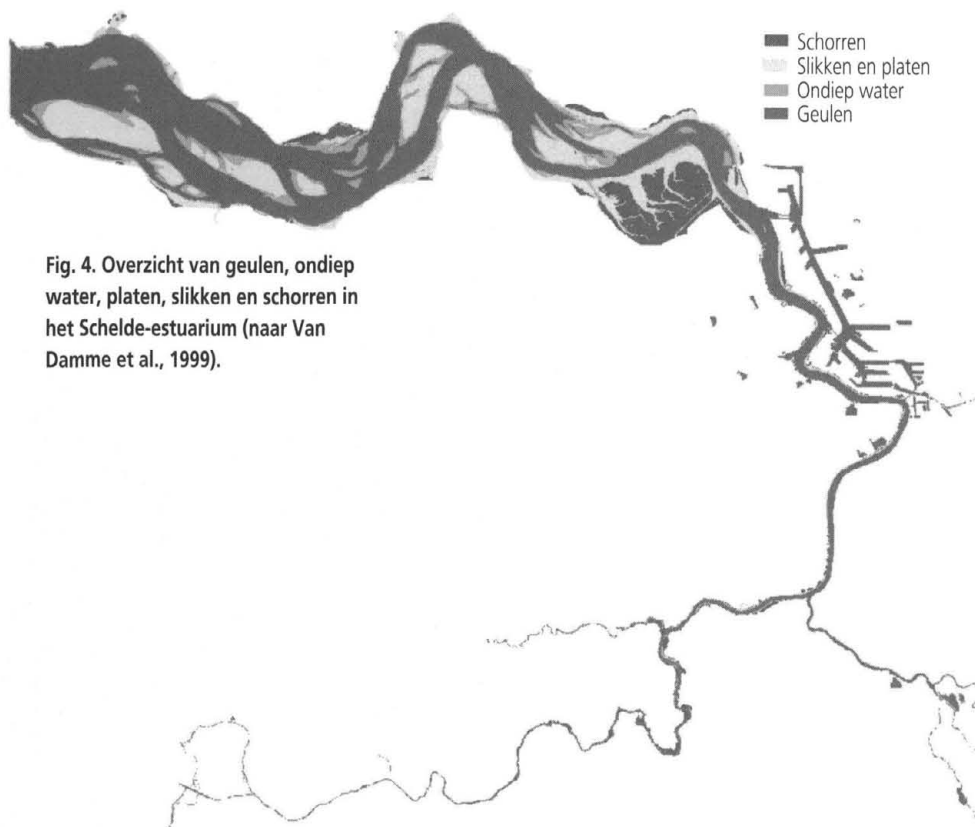 Schorren
Slikken en platen
Ondiep water
Geulen
Fig. 4. Overzicht van geulen, ondiep
water, platen, slikken en schorren in
het Schelde-estuarium (naar Van
Damme et al., 1999).